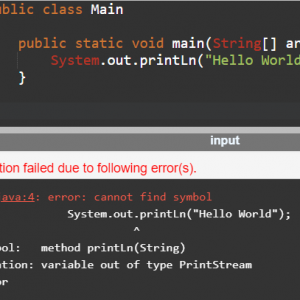 ublic class Main
public static void main(String[] ar
System.out.printLn("Hello World
}
input
tion failed due to following error(s).
java:4: error: cannot find symbol
System.out.printLn("Hello World");
^
bol: method printLn(String)
tion: variable out of type PrintStream
or